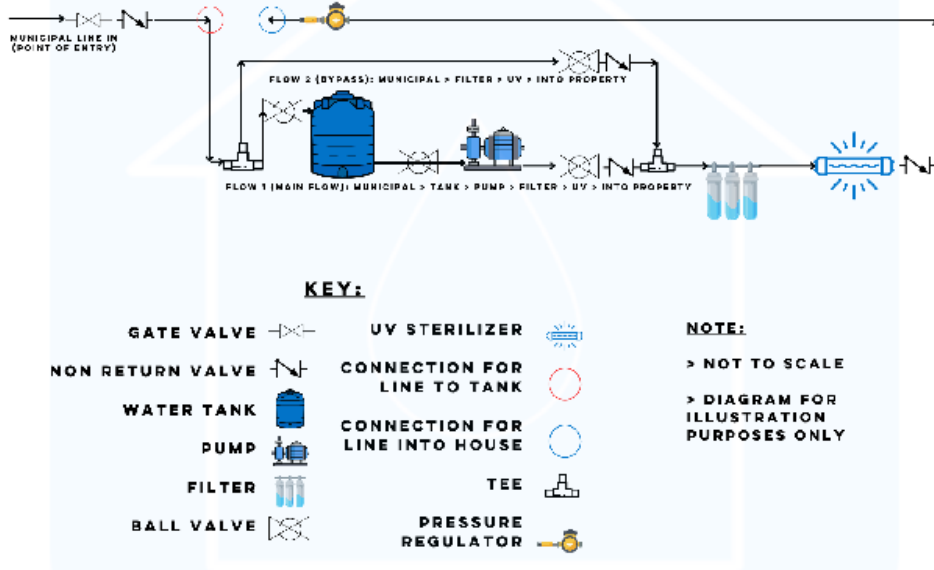 MUNICIPAL LINE IN
(POINT OF ENTRY)
FLOW 2 (BYPASS): MUNICIPAL > FILTER > UV > INTO PROPERTY
FLOW 1 (MAIN FLOW): MUNICIPAL > TANK > PUMP > FILTER > UV > INTO PROPERTY
KEY:
GATE VALVE
NON RETURN VALVE
WATER TANK
PUMP
FILTER
BALL VALVE
UV STERILIZER
CONNECTION FOR
LINE TO TANK
CONNECTION FOR
LINE INTO HOUSE
TEE
PRESSURE
REGULATOR
NOTE:
> NOT TO SCALE
> DIAGRAM FOR
ILLUSTRATION
PURPOSES ONLY